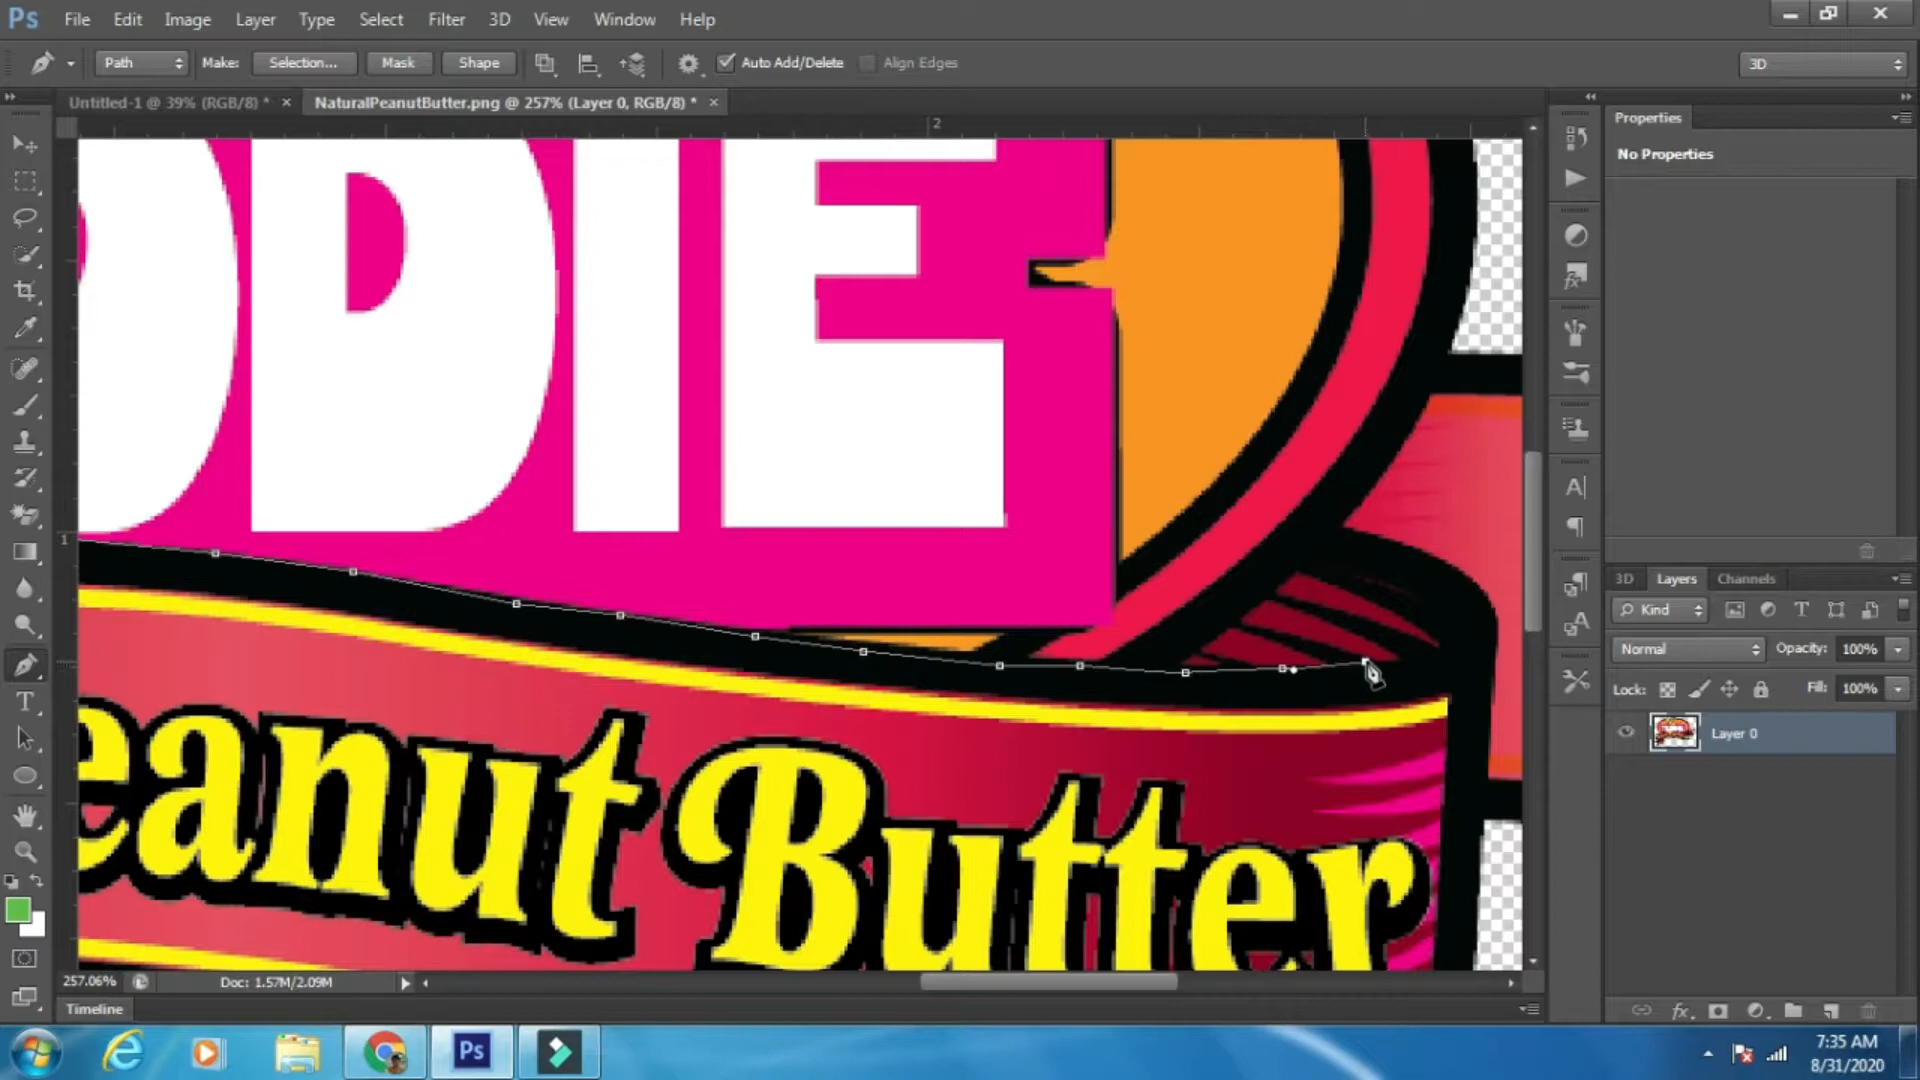 Ps File Edit Image Layer Type Select Filter 3D View Window Help
Path Make: Selection... Mask Shape Auto Add/Delete Align Edges 3D
Untitled-1 @ 39% (RGB/8) * × NaturalPeanutButter.png @ 257% (Layer 0, RGB/8) * ×
Properties
2
No Properties
DIE
1
3D Layers Channels
Kind
Normal Opacity: 100%
Lock: Fill: 100%
Layer 0
eanut Butter
257.06% Doc: 1.57M/2.09M
Timeline
Ps
7:35 AM
8/31/2020